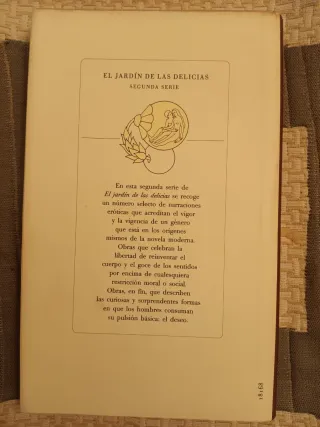 EL JARDÍN DE LAS DELICIAS
SEGUNDA SERIE
En esta segunda serie de
El jardín de las delicias se recoge
un número selecto de narraciones
eróticas que acreditan el vigor
y la vigencia de un género
que está en los orígenes
mismos de la novela moderna.
Obras que celebran la
libertad de reinventar el
cuerpo y el goce de los sentidos
por encima de cualesquiera
restricción moral o social.
Obras, en fin, que describen
las curiosas y sorprendentes formas
en que los hombres consuman
su pulsión básica: el deseo.
18168